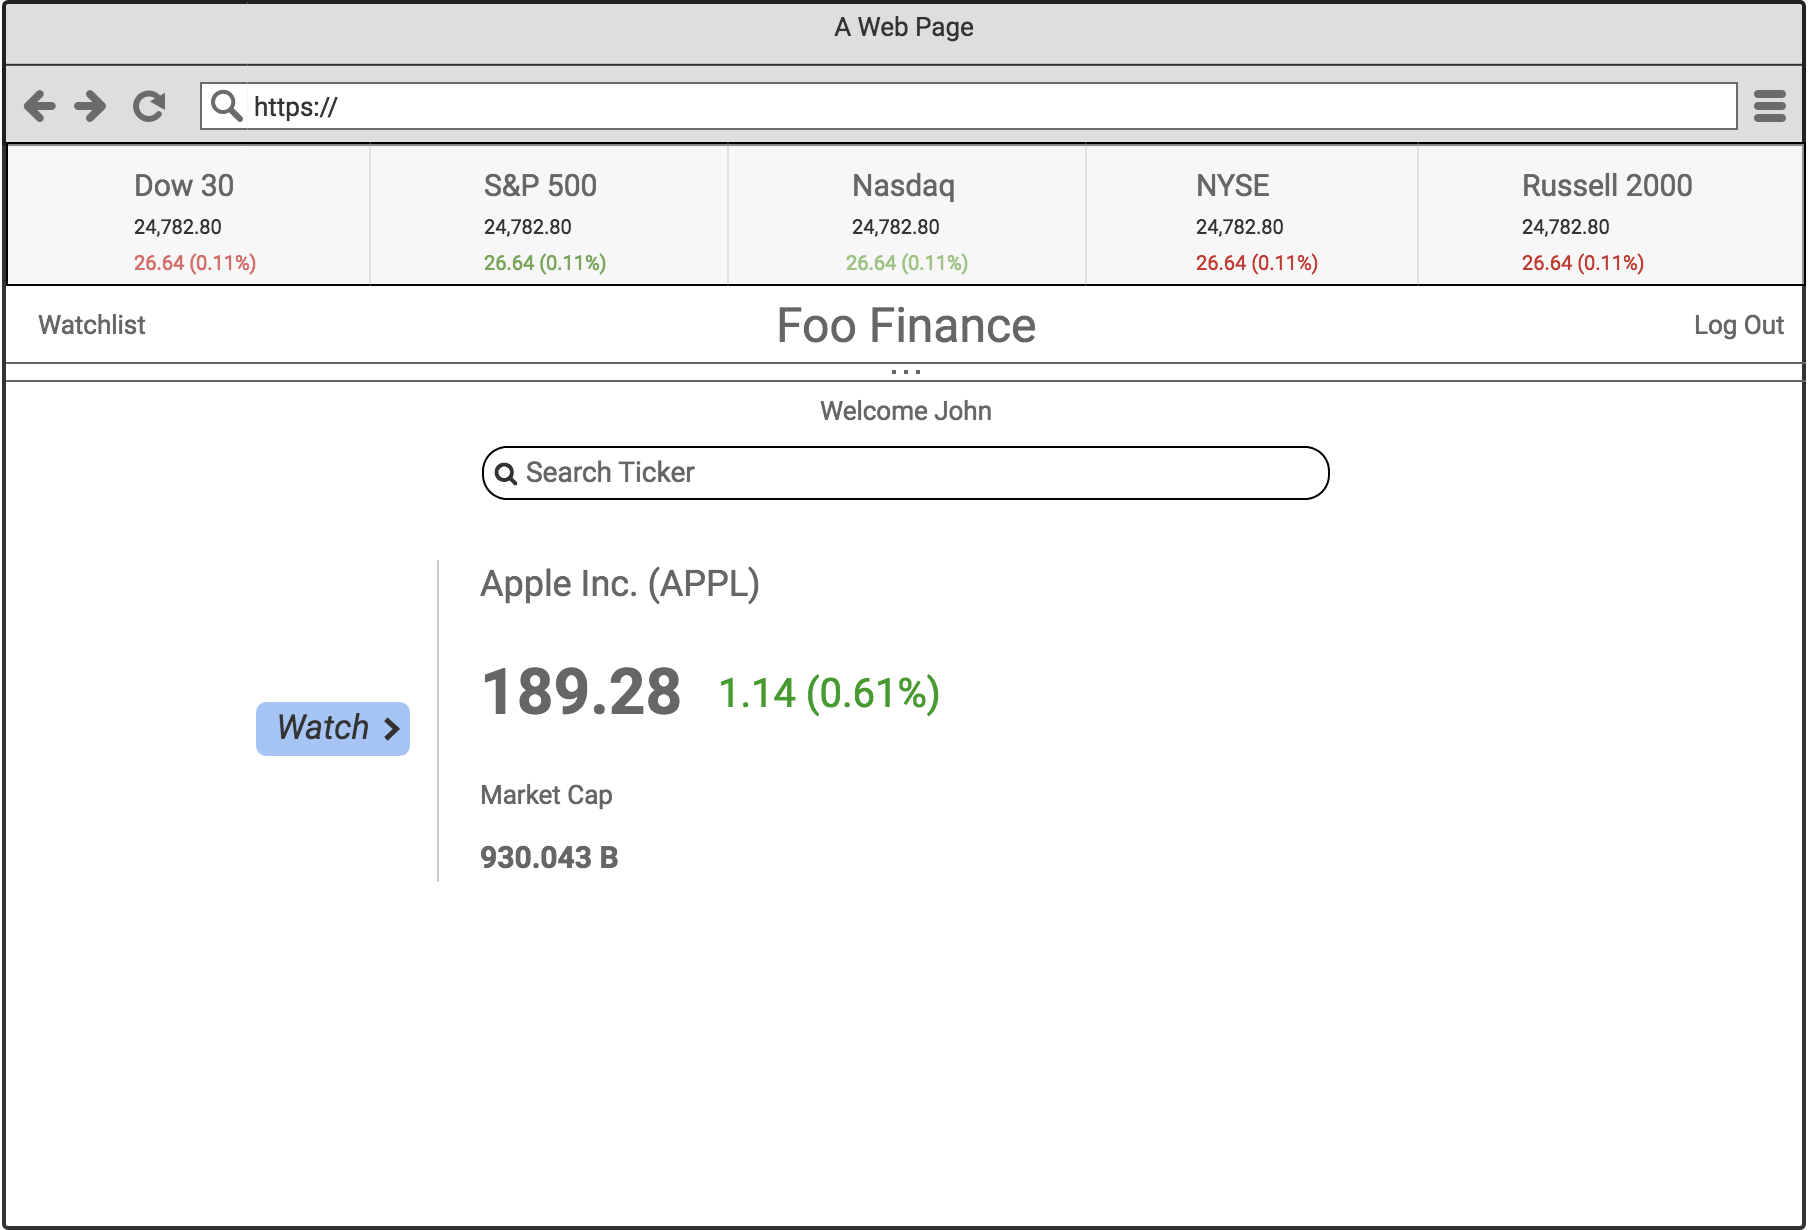 A Web Page
https://
Dow 30
24,782.80
26.64 (0.11%)
S&P 500
24,782.80
26.64 (0.11%)
Nasdaq
24,782.80
26.64 (0.11%)
NYSE
24,782.80
26.64 (0.11%)
Russell 2000
24,782.80
26.64 (0.11%)
Watchlist
Foo Finance
Log Out
Welcome John
Search Ticker
Apple Inc. (APPL)
189.28 1.14 (0.61%)
Watch
Market Cap
930.043 B